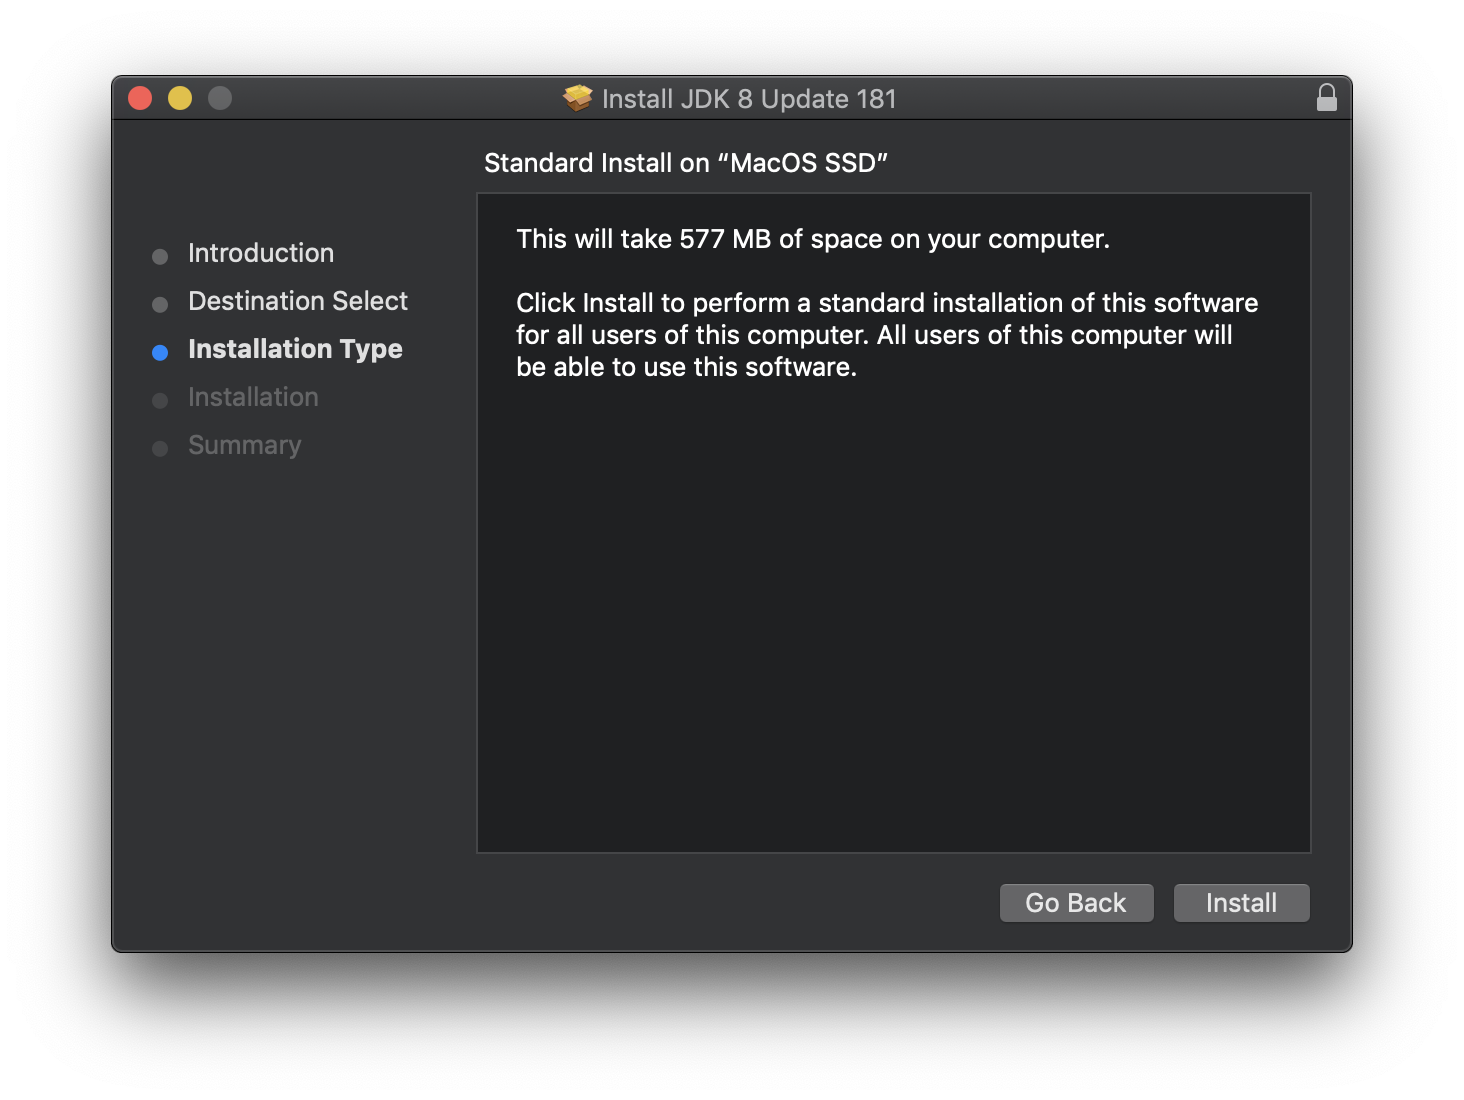 Install JDK 8 Update 181
Standard Install on “MacOS SSD”
Introduction
Destination Select
Installation Type
Installation
Summary
This will take 577 MB of space on your computer.
Click Install to perform a standard installation of this software
for all users of this computer. All users of this computer will
be able to use this software.
Go Back
Install